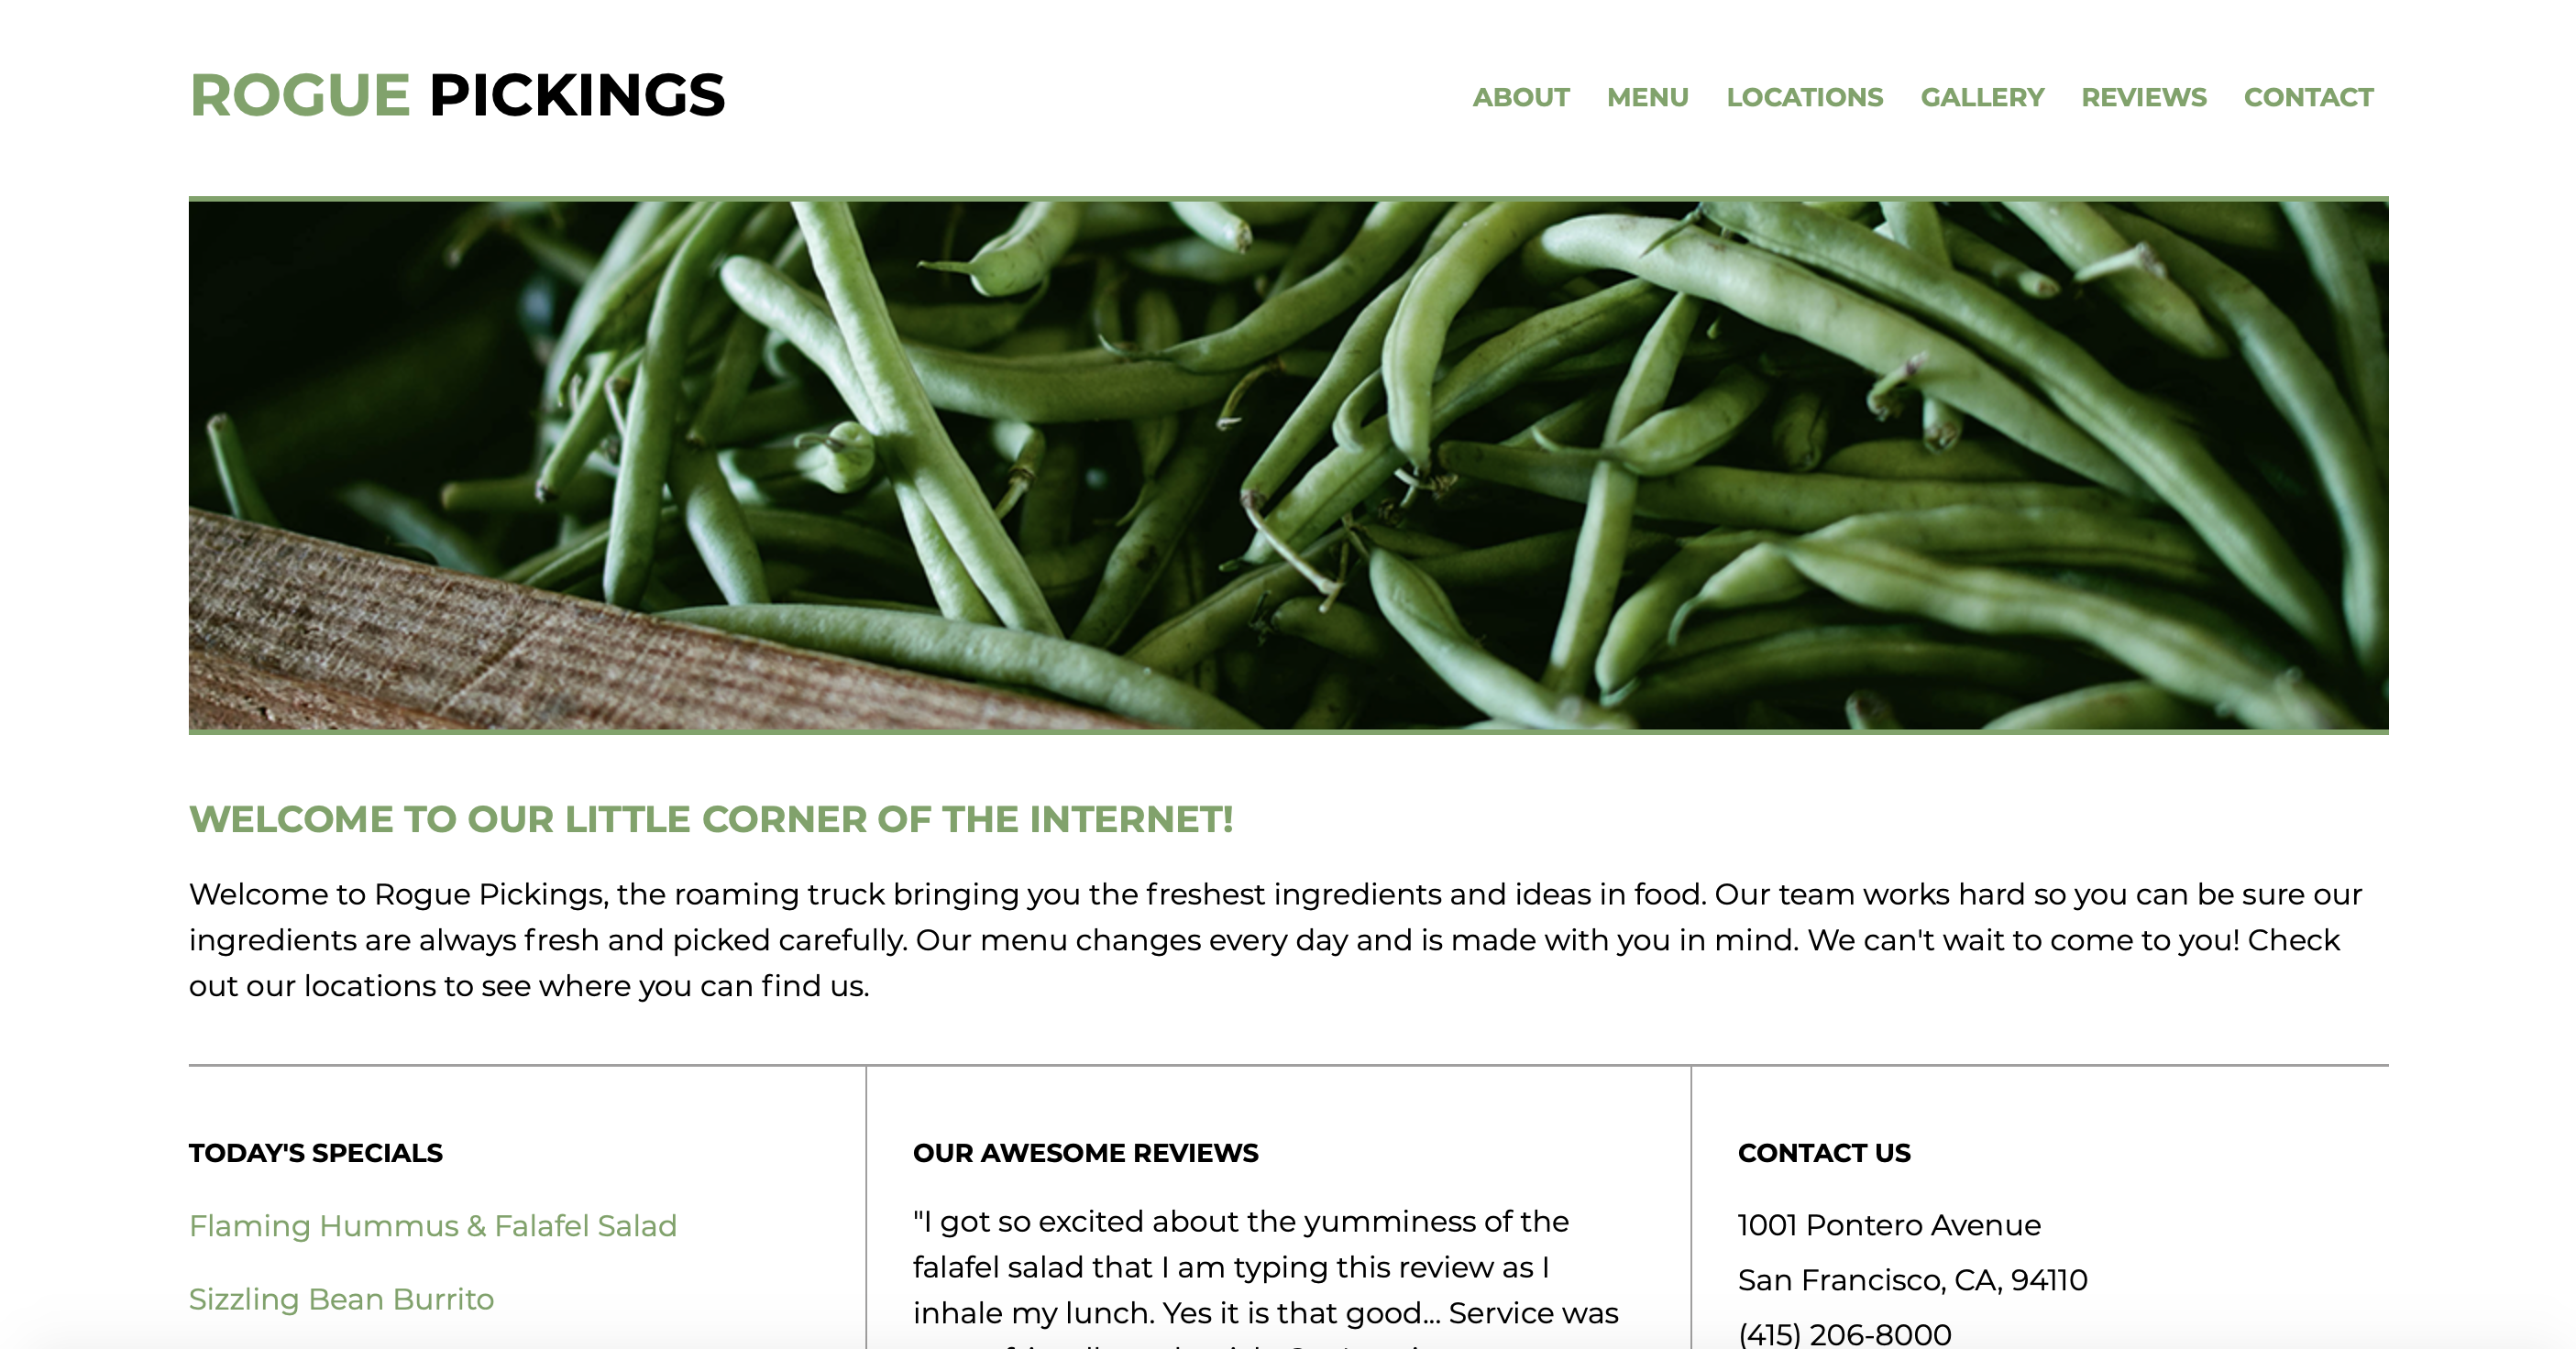 ROGUE PICKINGS
ABOUT MENU LOCATIONS GALLERY REVIEWS CONTACT
WELCOME TO OUR LITTLE CORNER OF THE INTERNET!
Welcome to Rogue Pickings, the roaming truck bringing you the freshest ingredients and ideas in food. Our team works hard so you can be sure our
ingredients are always fresh and picked carefully. Our menu changes every day and is made with you in mind. We can't wait to come to you! Check
out our locations to see where you can find us.
TODAY'S SPECIALS
Flaming Hummus & Falafel Salad
Sizzling Bean Burrito
OUR AWESOME REVIEWS
"I got so excited about the yumminess of the
falafel salad that I am typing this review as I
inhale my lunch. Yes it is that good... Service was
CONTACT US
1001 Pontero Avenue
San Francisco, CA, 94110
(415) 206-8000